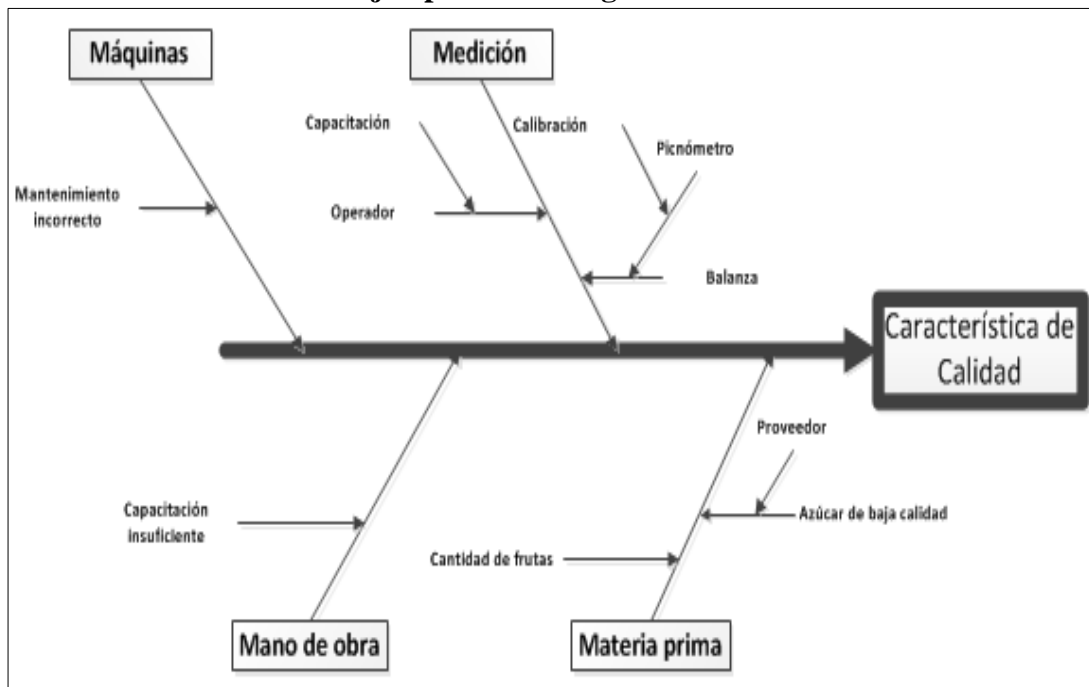 Máquinas
Medición
Capacitación
Calibración
Picnómetro
Mantenimiento
incorrecto
Operador
Balanza
Característica de
Calidad
Proveedor
Capacitación
insuficiente
Azúcar de baja calidad
Cantidad de frutas
Mano de obra
Materia prima